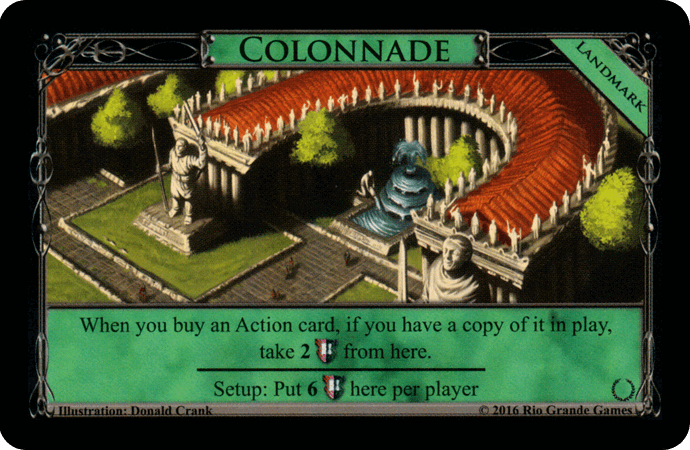 COLONNADE
LANDMARK
When you buy an Action card, if you have a copy of it in play,
take 2 from here.
Setup: Put 6 here per player
Illustration: Donald Crank © 2016 Rio Grande Games